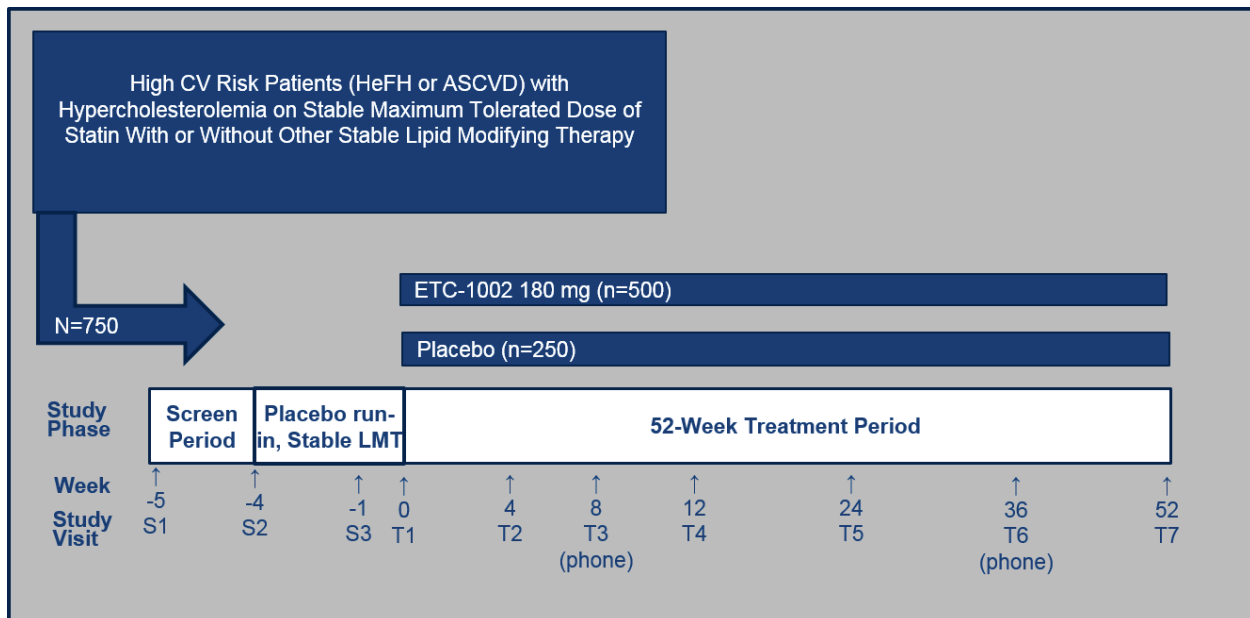 High CV Risk Patients (HeFH or ASCVD) with
Hypercholesterolemia on Stable Maximum Tolerated Dose of
Statin With or Without Other Stable Lipid Modifying Therapy
N=750
ETC-1002 180 mg (n=500)
Placebo (n=250)
Study
Phase
Screen
Period
Placebo run-
in, Stable LMT
52-Week Treatment Period
Week
-5 -4 -1 0 4 8 12 24 36 52
Study
Visit
S1 S2 S3 T1 T2 T3 T4 T5 T6 T7
(phone) (phone)